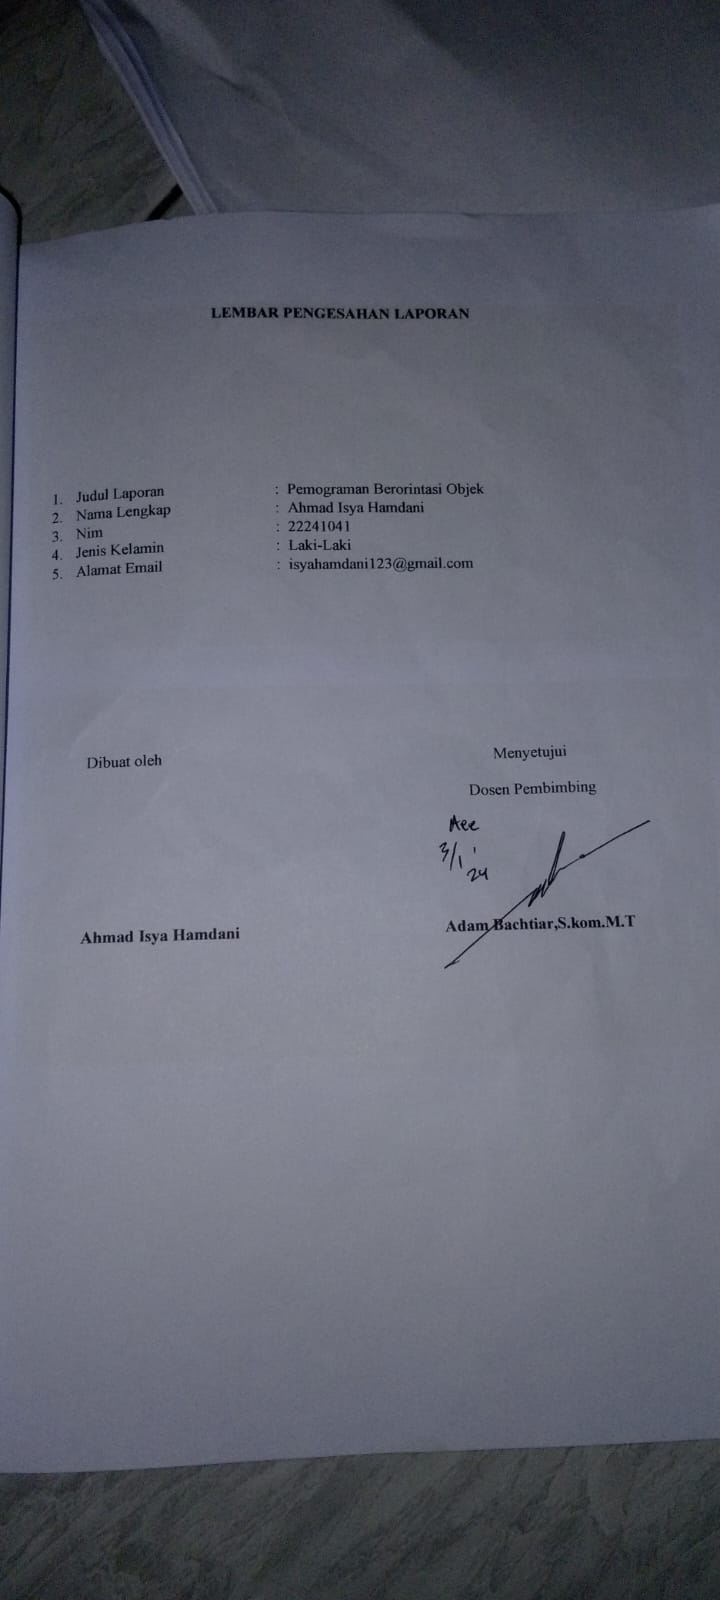 LEMBAR PENGESAHAN LAPORAN
1. Judul Laporan : Pemograman Berorintasi Objek
2. Nama Lengkap : Ahmad Isya Hamdani
3. Nim : 22241041
4. Jenis Kelamin : Laki-Laki
5. Alamat Email : isyahamdani123@gmail.com
Dibuat oleh
Menyetujui
Dosen Pembimbing
Acc
3/1 24
Ahmad Isya Hamdani
Adam Bachtiar,S.kom.M.T